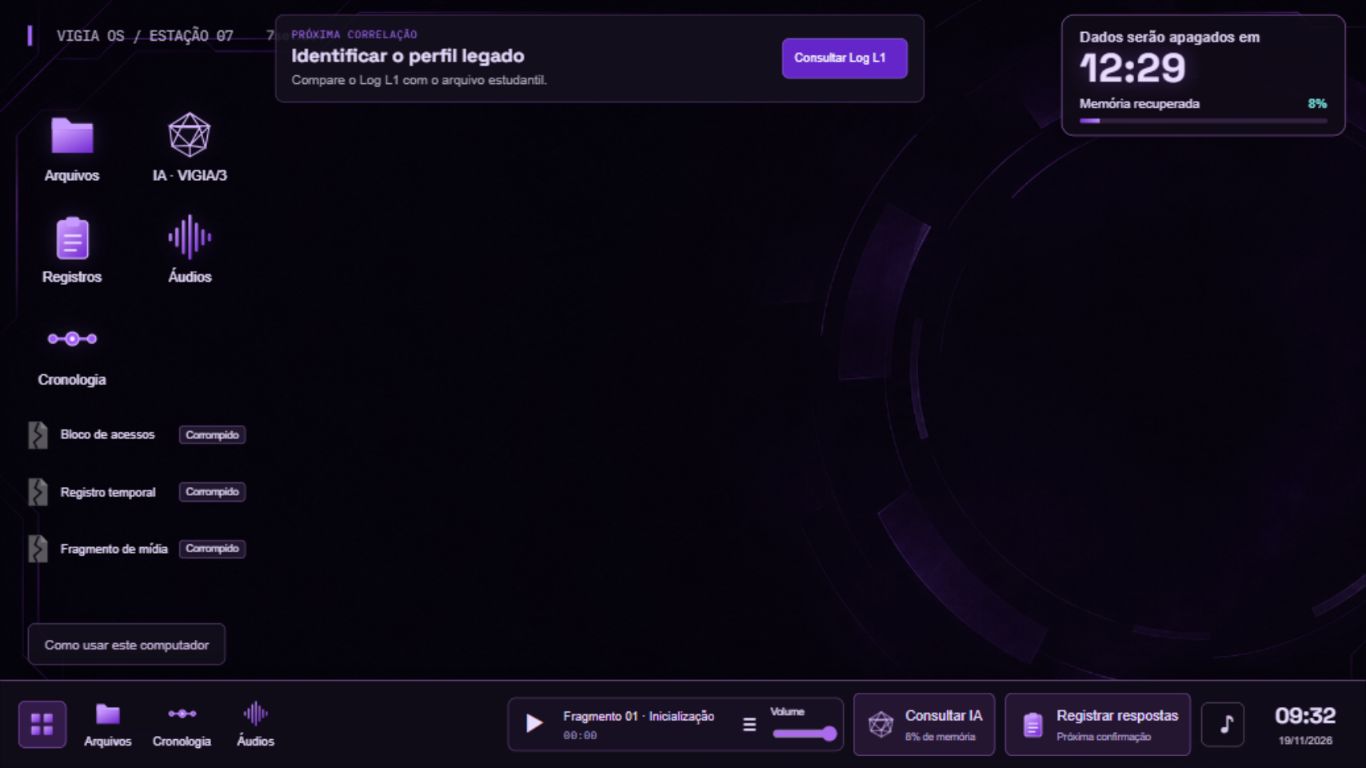 VIGIA OS / ESTAÇÃO 07
PRÓXIMA CORRELAÇÃO
Identificar o perfil legado
Compare o Log L1 com o arquivo estudantil.
Consultar Log L1
Dados serão apagados em
12:29
Memória recuperada 8%
Arquivos
IA · VIGIA/3
Registros
Áudios
Cronologia
Bloco de acessos Corrompido
Registro temporal Corrompido
Fragmento de mídia Corrompido
Como usar este computador
Arquivos
Cronologia
Áudios
Fragmento 01 · Inicialização
00:00
Volume
Consultar IA
8% de memória
Registrar respostas
Próxima confirmação
09:32
19/11/2026